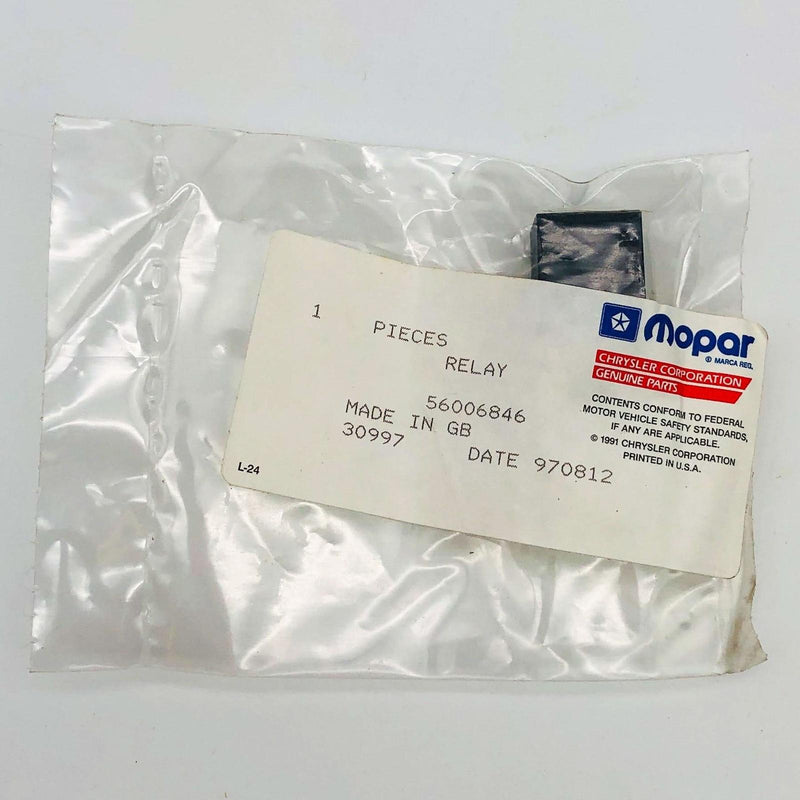 1 PIECES
RELAY
56006846
MADE IN GB
30997 DATE 970812
L-24
Mopar
® MARCA REG.
CHRYSLER CORPORATION
GENUINE PARTS
CONTENTS CONFORM TO FEDERAL
MOTOR VEHICLE SAFETY STANDARDS,
IF ANY ARE APPLICABLE.
© 1991 CHRYSLER CORPORATION
PRINTED IN U.S.A.